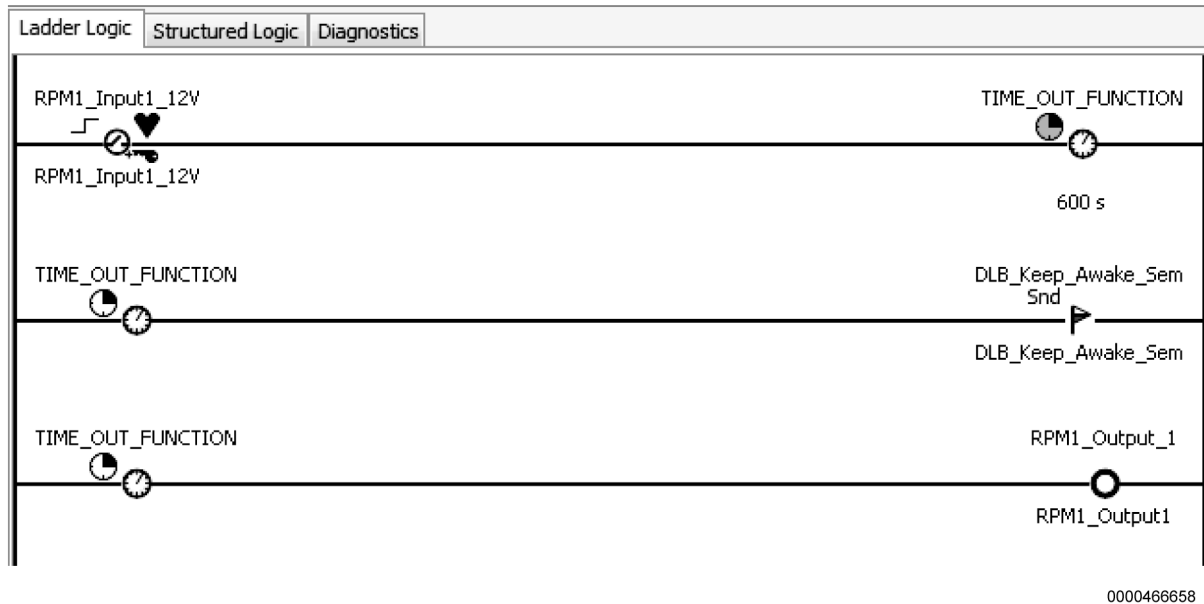 Ladder Logic Structured Logic Diagnostics
RPM1_Input1_12V TIME_OUT_FUNCTION
RPM1_Input1_12V
600 s
TIME_OUT_FUNCTION DLB_Keep_Awake_Sem
Snd
DLB_Keep_Awake_Sem
TIME_OUT_FUNCTION RPM1_Output_1
RPM1_Output1
0000466658